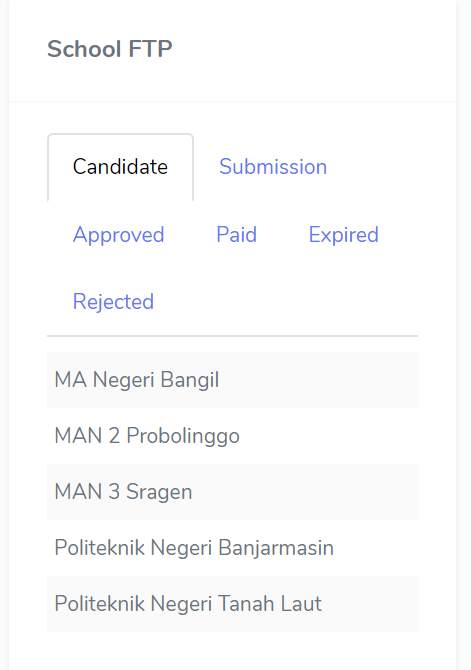 School FTP
Candidate Submission
Approved Paid Expired
Rejected
MA Negeri Bangil
MAN 2 Probolinggo
MAN 3 Sragen
Politeknik Negeri Banjarmasin
Politeknik Negeri Tanah Laut